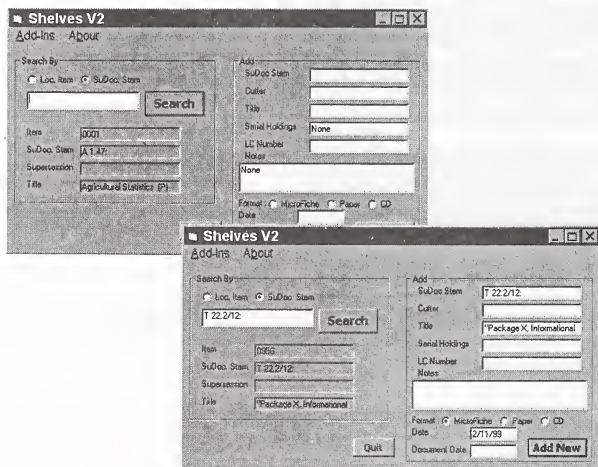 Shelves V2
Add-Ins About
Search By
Loc. Item SuDoc. Stem
Search
Item 0001
SuDoc. Stem A 1.47:
Supersession
Title Agricultural Statistics (P)
Add
SuDoc Stem
Cutter
Title
Serial Holdings None
LC Number
Notes
None
Format: MicroFiche Paper CD
Date
Shelves V2
Add-Ins About
Search By
Loc. Item SuDoc. Stem
T 22.2/12:
Search
Item 0956
SuDoc. Stem T 22.2/12:
Supersession
Title "Package X, Informational
Quit
Add
SuDoc Stem T 22.2/12:
Cutter
Title "Package X, Informational
Serial Holdings
LC Number
Notes
Format: MicroFiche Paper CD
Date 2/11/99
Document Date Add New